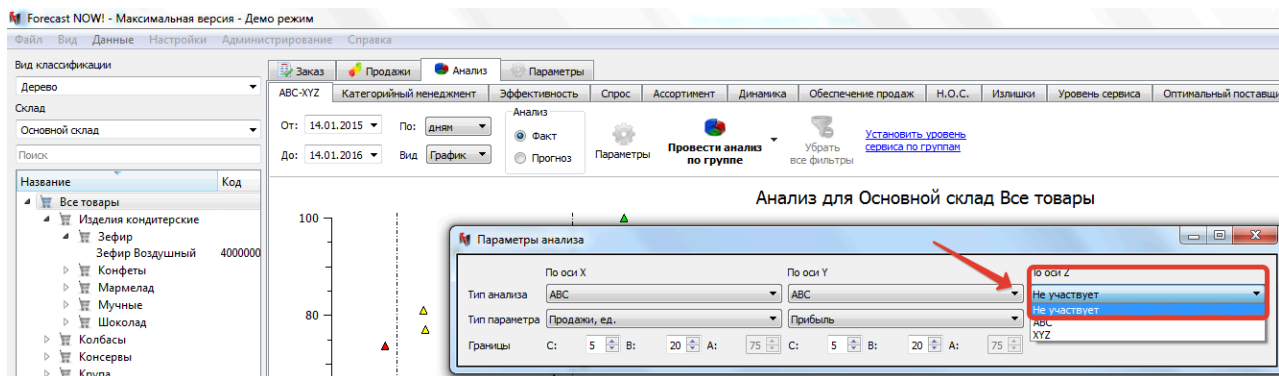 Forecast NOW! - Максимальная версия - Демо режим
Файл Вид Данные Настройки Администрирование Справка
Вид классификации
Дерево
Склад
Основной склад
Поиск
Название Код
Все товары
Изделия кондитерские
Зефир
Зефир Воздушный 4000000
Конфеты
Мармелад
Мучные
Шоколад
Колбасы
Консервы
Крупа
Заказ Продажи Анализ Параметры
ABC-XYZ Категорийный менеджмент Эффективность Спрос Ассортимент Динамика Обеспечение продаж Н.О.С. Излишки Уровень сервиса Оптимальный поставщи
От: 14.01.2015 По: дням
До: 14.01.2016 Вид График
Анализ
Факт
Прогноз
Параметры
Провести анализ
по группе
Убрать
все фильтры
Установить уровень
сервиса по группам
Анализ для Основной склад Все товары
100
80
Параметры анализа
По оси X По оси Y По оси Z
Тип анализа ABC ABC Не участвует
Не участвует
ABC
XYZ
Тип параметра Продажи, ед. Прибыль
Границы C: 5 B: 20 A: 75 C: 5 B: 20 A: 75